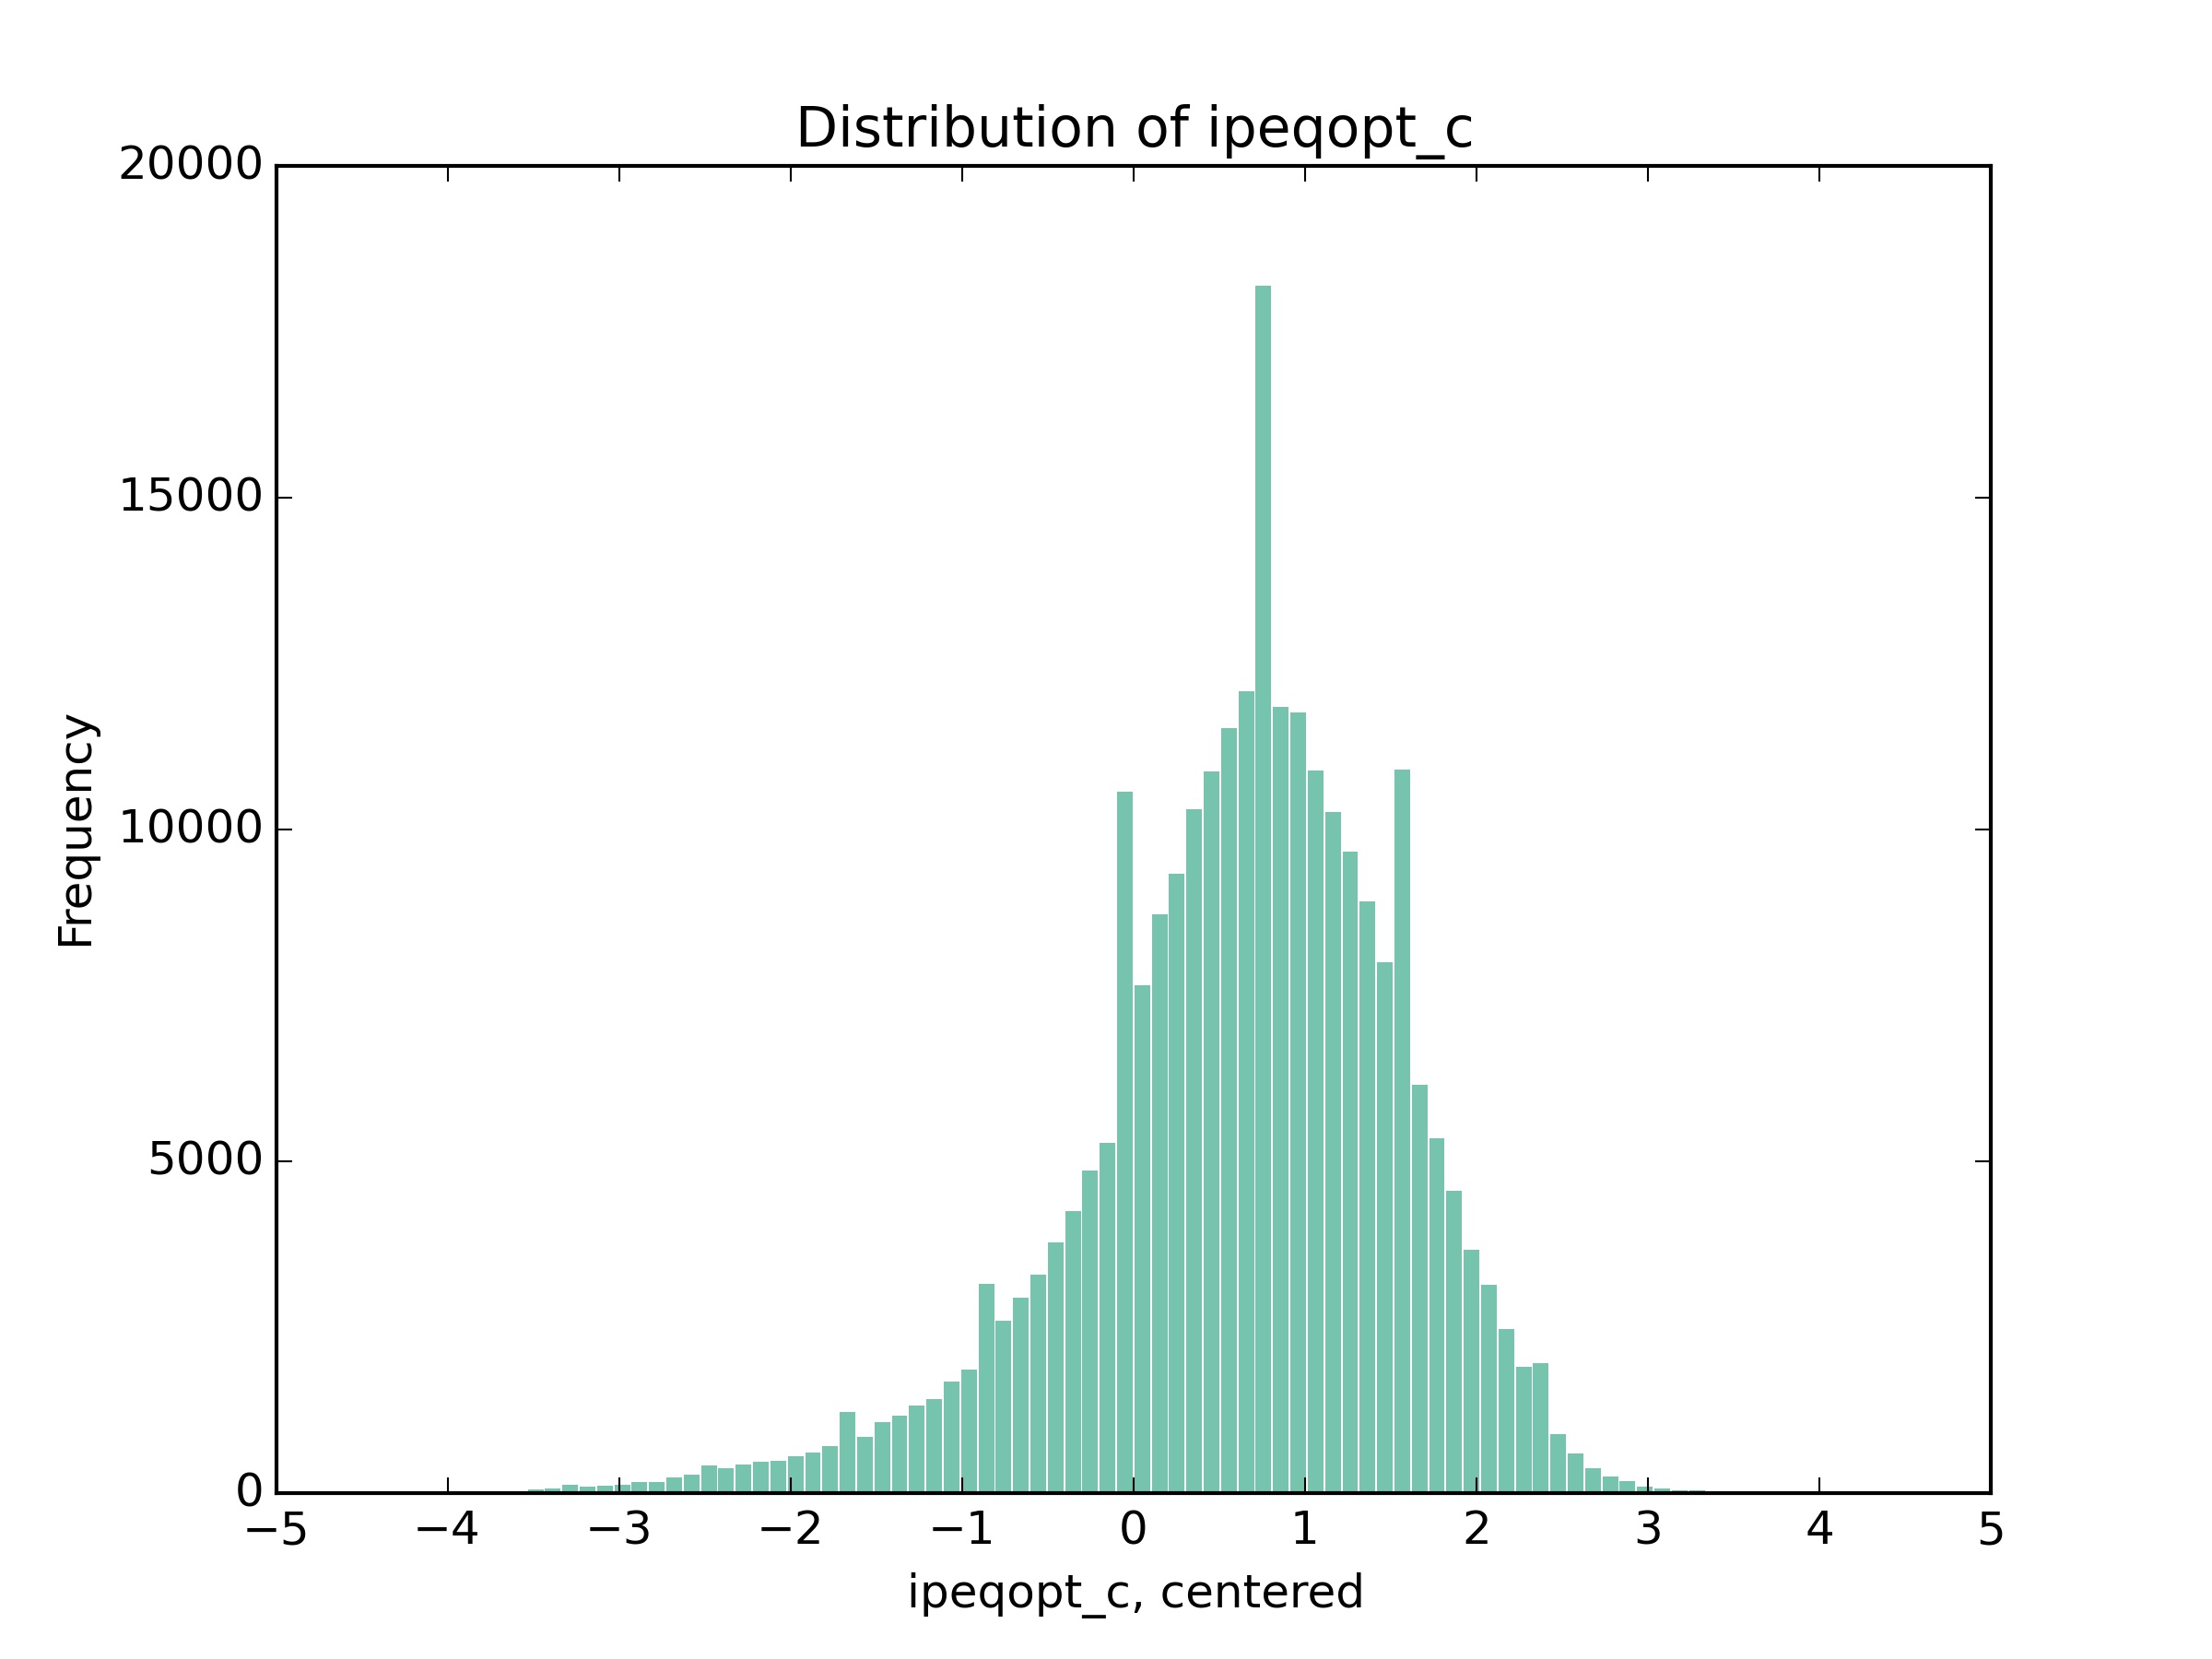 Distribution of ipeqopt_c
20000
15000
10000
5000
0
−5 −4 −3 −2 −1 0 1 2 3 4 5
Frequency
ipeqopt_c, centered